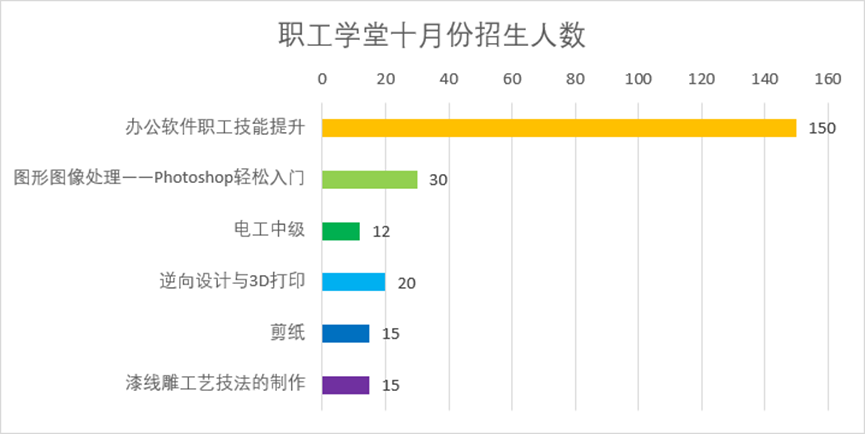 职工学堂十月份招生人数
0 20 40 60 80 100 120 140 160
办公软件职工技能提升 150
图形图像处理——Photoshop轻松入门 30
电工中级 12
逆向设计与3D打印 20
剪纸 15
漆线雕工艺技法的制作 15